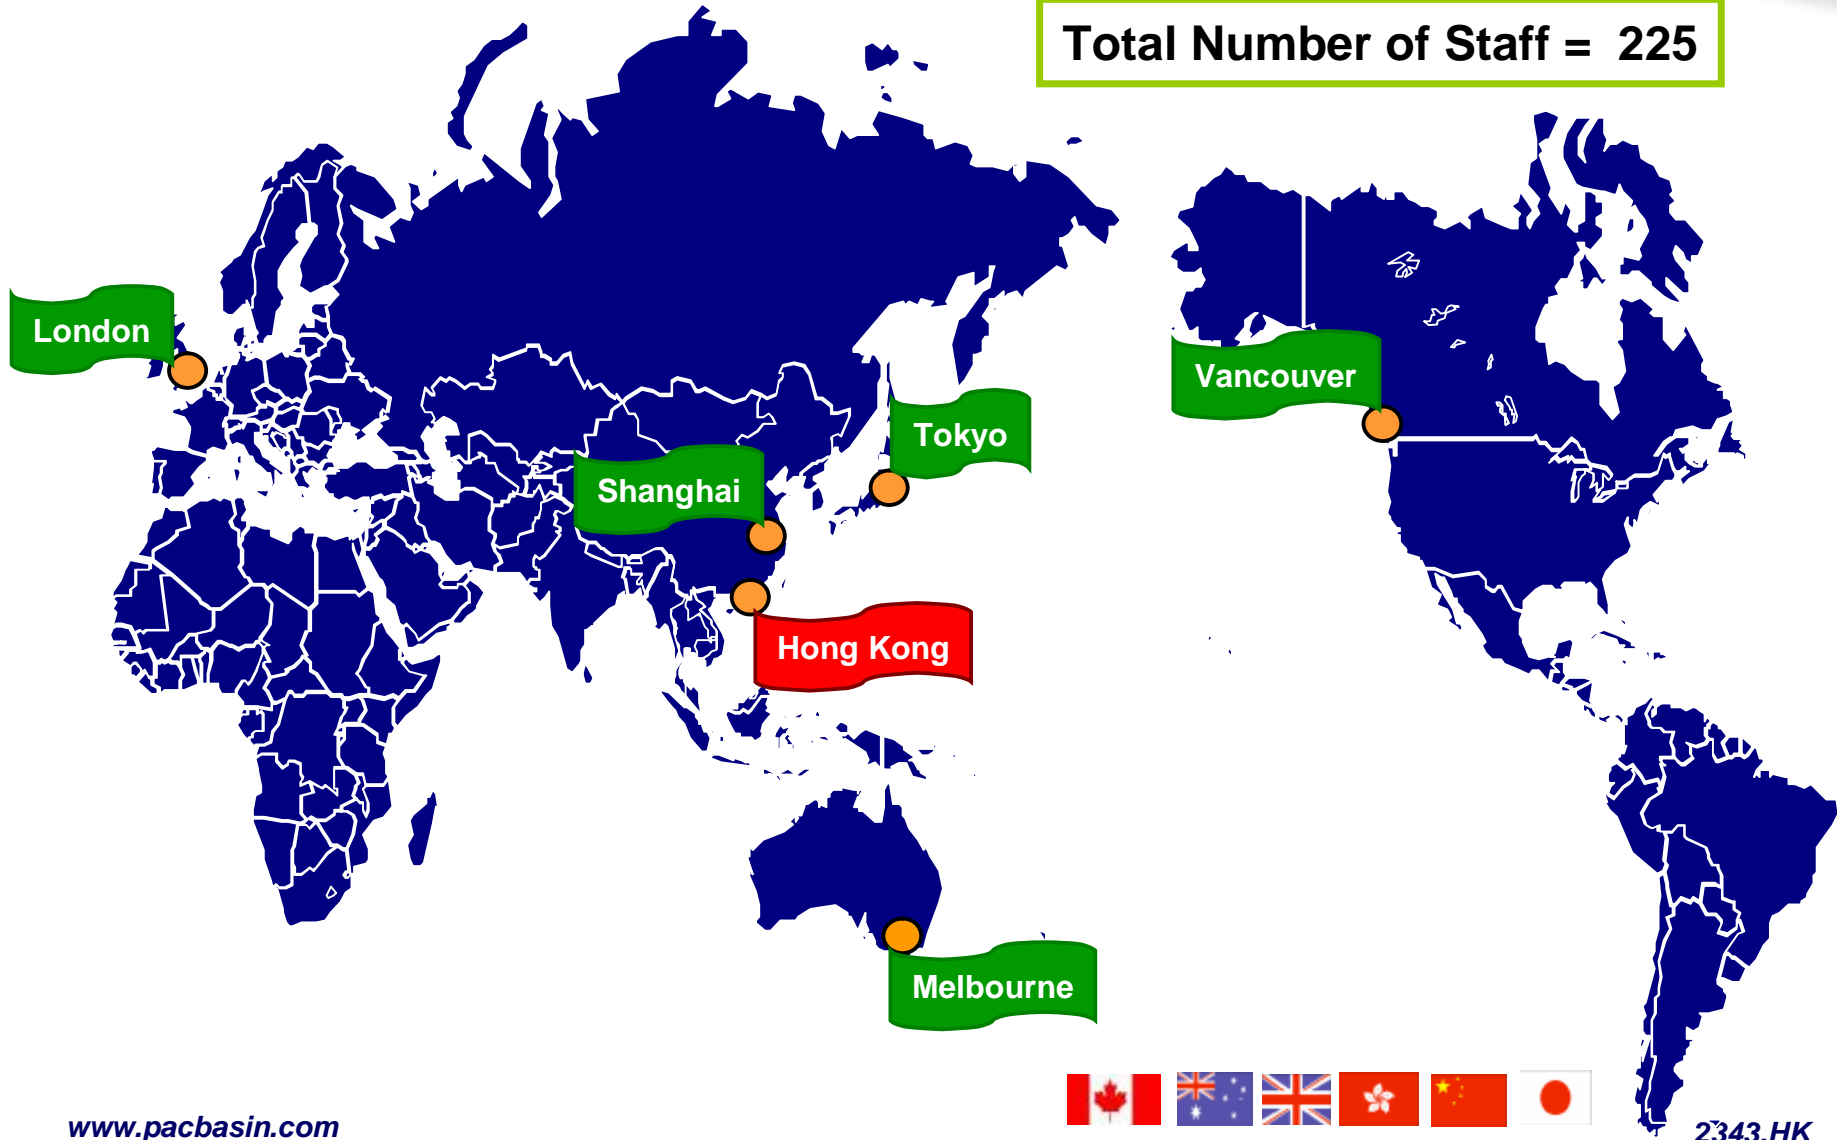 Total Number of Staff = 225
London
Vancouver
Tokyo
Shanghai
Hong Kong
Melbourne
www.pacbasin.com
2343.HK